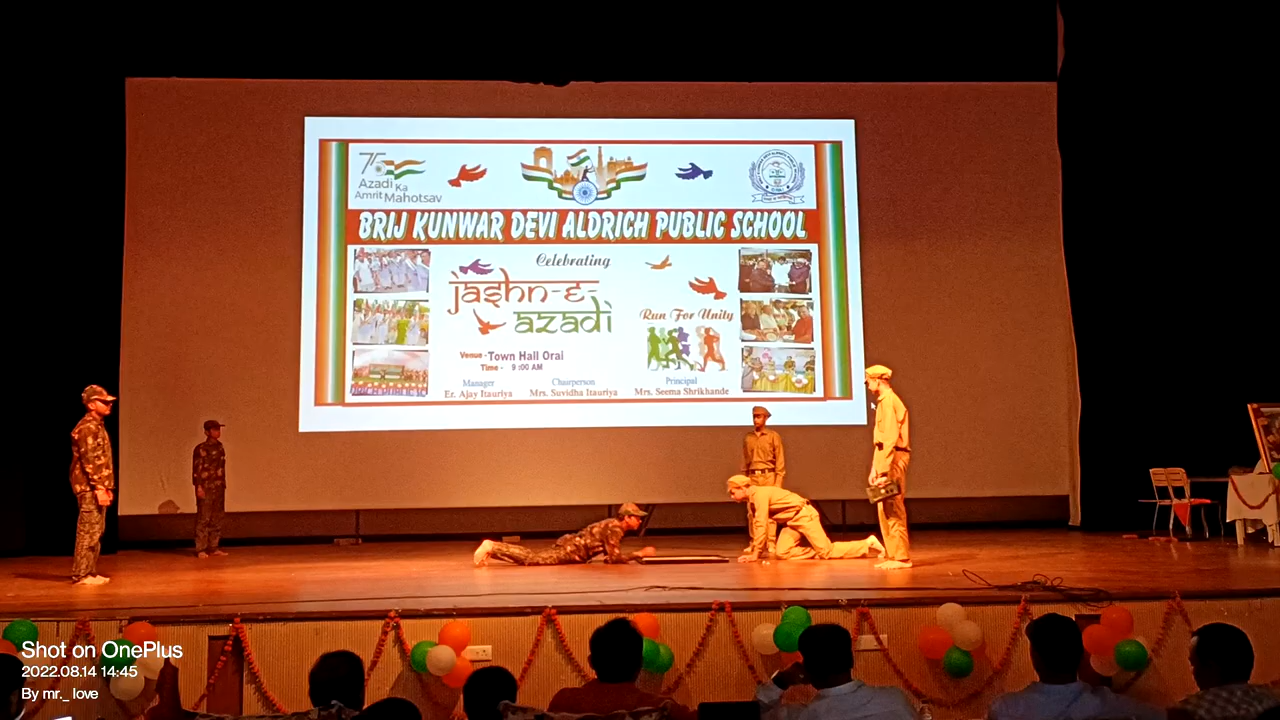 75
Azadi Ka
Amrit Mahotsav
BRIJ KUNWAR DEVI ALDRICH PUBLIC SCHOOL
Celebrating
jashn-e-
azadi
Run For Unity
Venue - Town Hall Orai
Time - 9 :00 AM
Manager
Er. Ajay Itauriya
Chairperson
Mrs. Suvidha Itauriya
Principal
Mrs. Seema Shrikhande
Shot on OnePlus
2022.08.14 14:45
By mr._ love